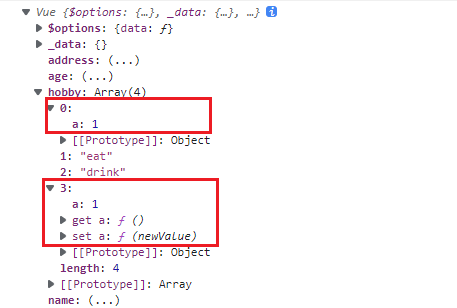 Vue {$options: {…}, _data: {…}, …} i
$options: {data: ƒ}
_data: {}
address: (...)
age: (...)
hobby: Array(4)
0:
a: 1
[[Prototype]]: Object
1: "eat"
2: "drink"
3:
a: 1
get a: ƒ ()
set a: ƒ (newValue)
[[Prototype]]: Object
length: 4
[[Prototype]]: Array
name: (...)